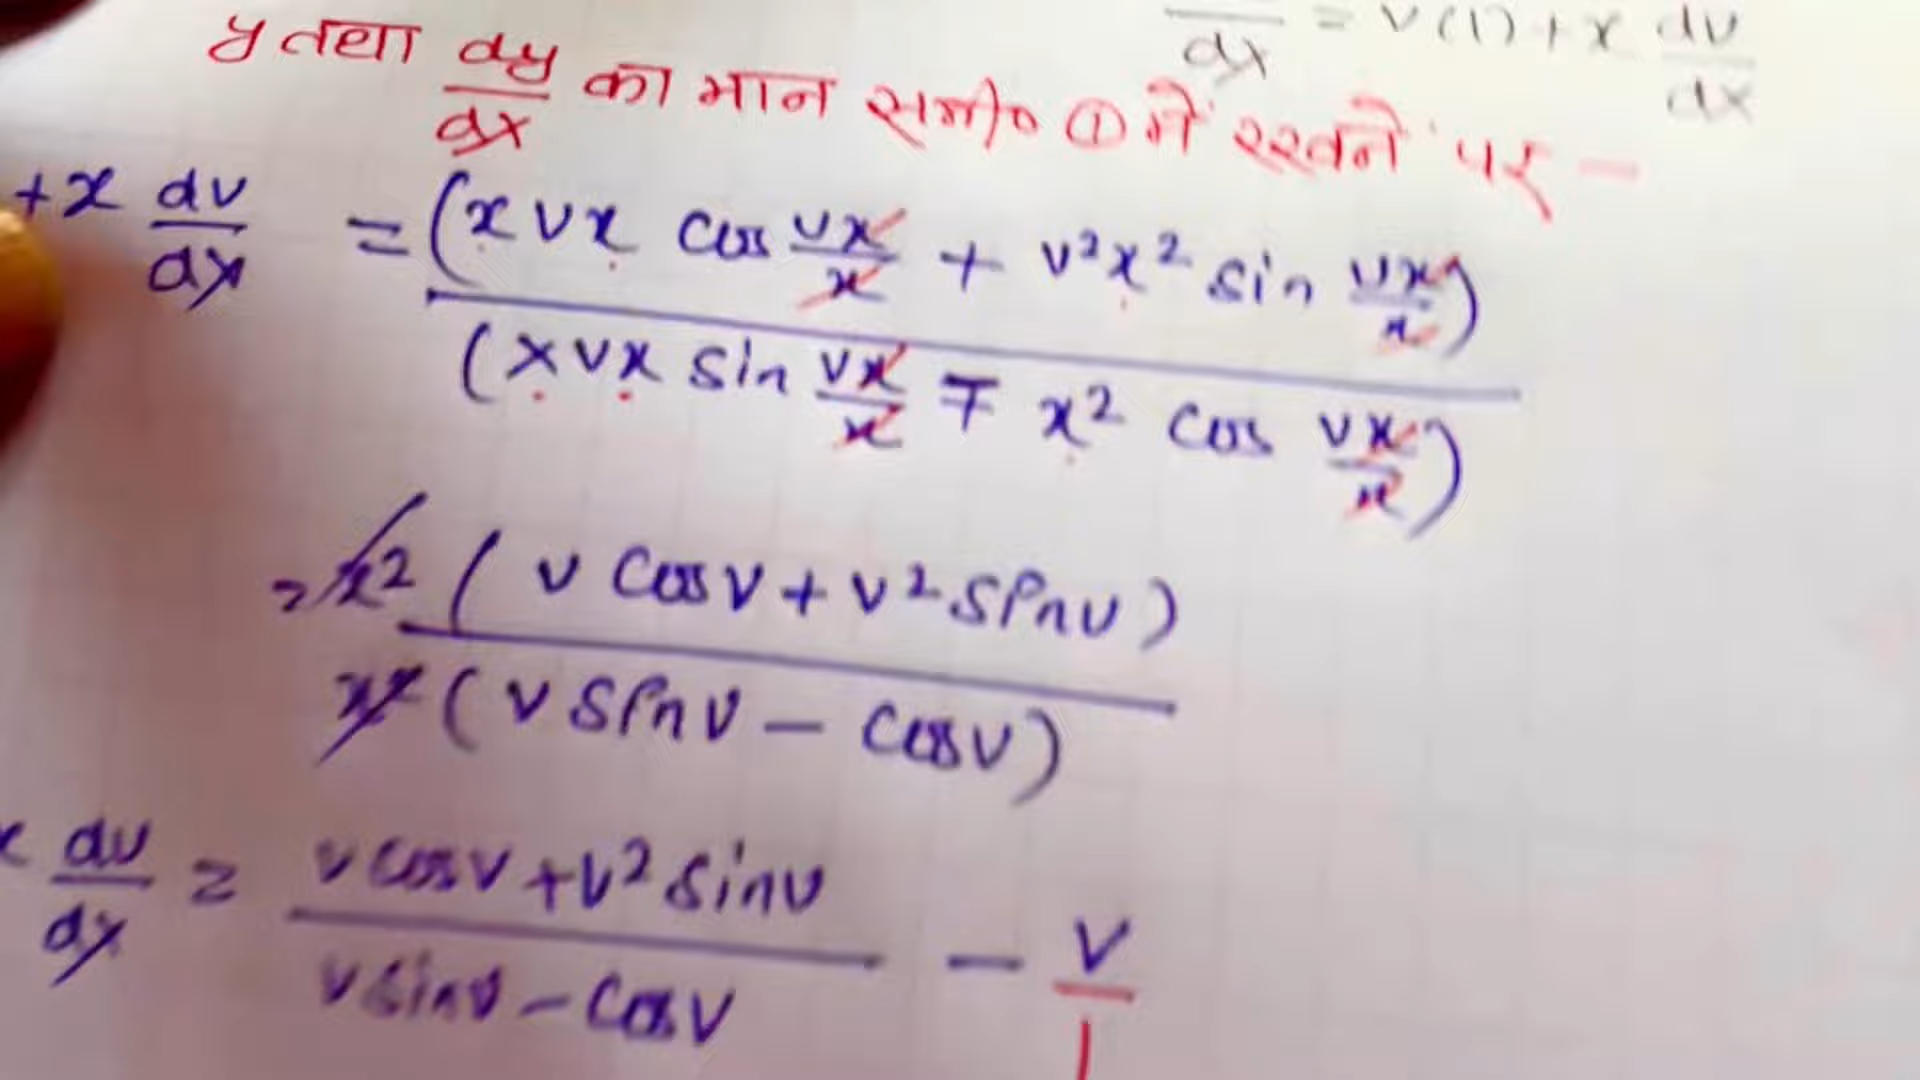 dx = v(1) + x dv/dx
y तथा dy/dx का मान समी० ① में रखने पर –
+x dv/dx = (x vx cos vx/x + v²x² sin vx/x) / (x vx sin vx/x ∓ x² cos vx/x)
= x² (v cos v + v² sin v) / x² (v sin v – cos v)
x dv/dx = v cos v + v² sin v / v sin v – cos v – v/1